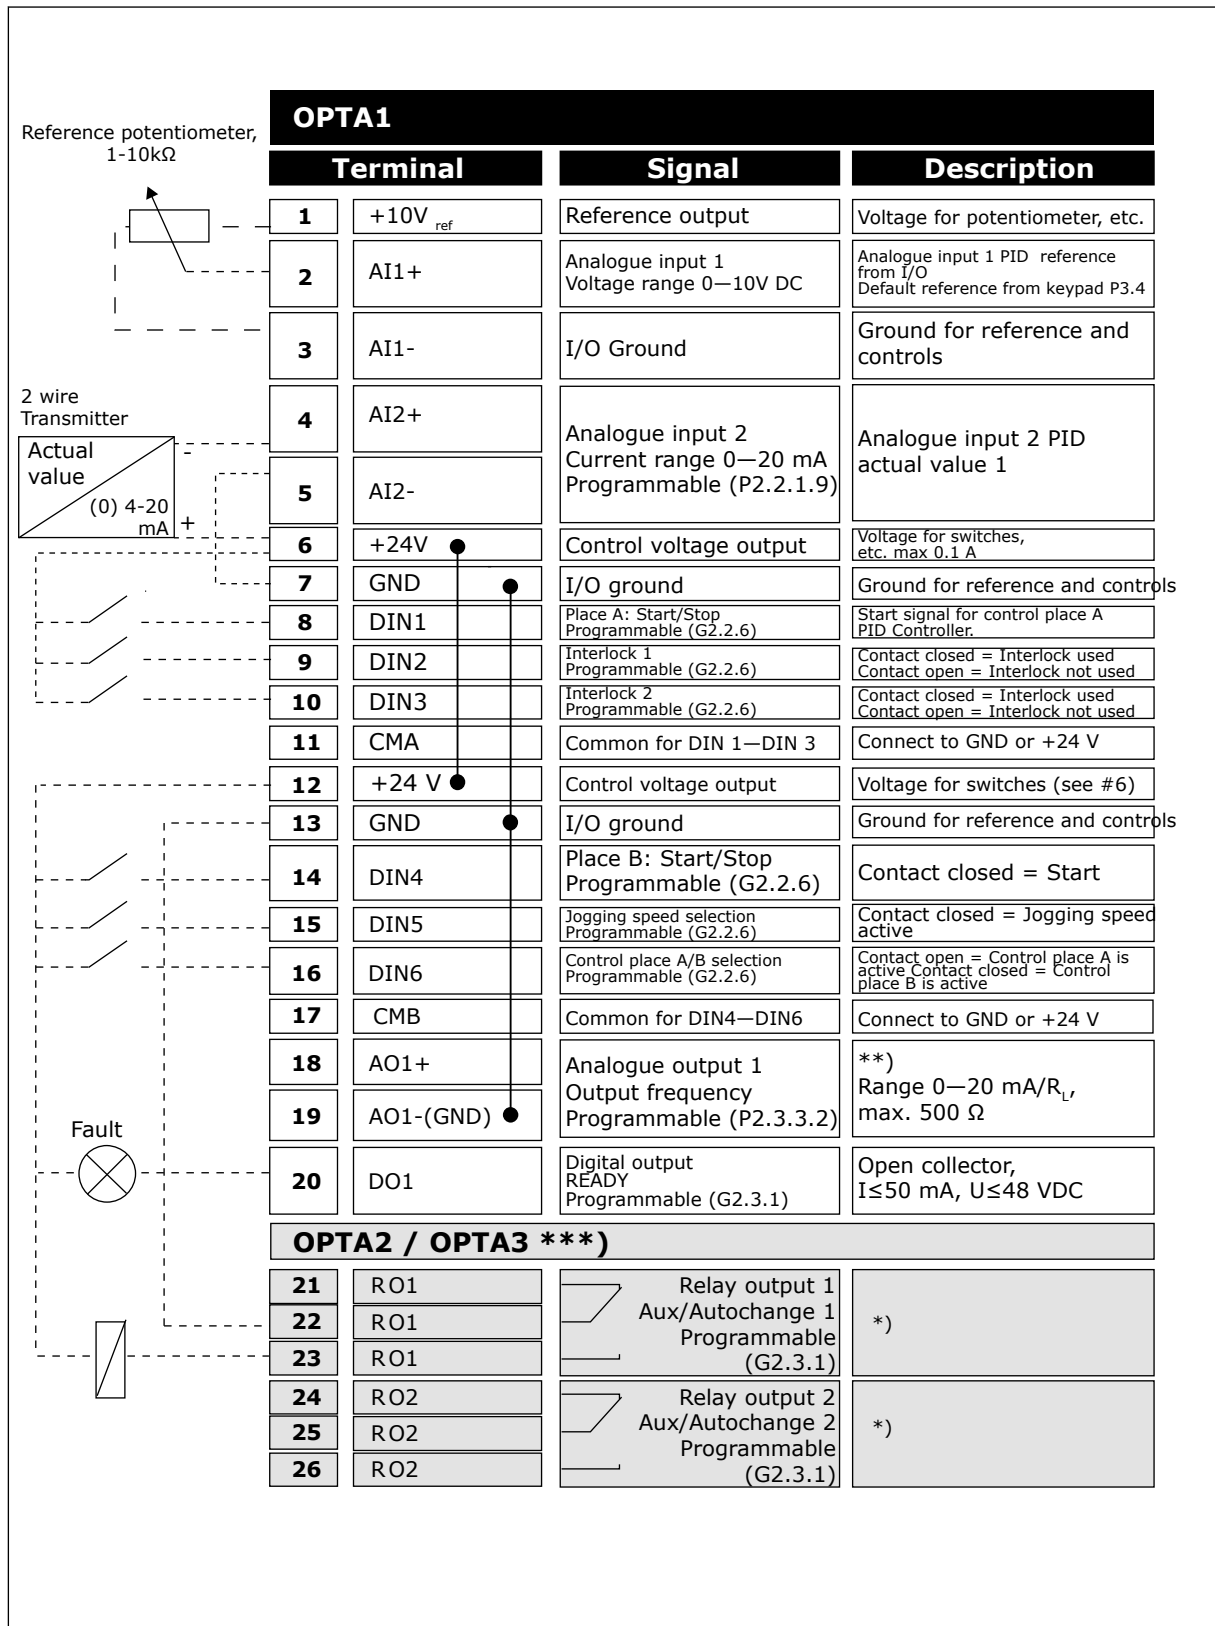 OPTA1
Reference potentiometer,
1-10kΩ
Terminal
Signal
Description
1
+10V ref
Reference output
Voltage for potentiometer, etc.
2
AI1+
Analogue input 1
Voltage range 0—10V DC
Analogue input 1 PID reference
from I/O
Default reference from keypad P3.4
3
AI1-
I/O Ground
Ground for reference and
controls
2 wire
Transmitter
Actual
value
(0) 4-20
mA
-
+
4
AI2+
5
AI2-
Analogue input 2
Current range 0—20 mA
Programmable (P2.2.1.9)
Analogue input 2 PID
actual value 1
6
+24V
Control voltage output
Voltage for switches,
etc. max 0.1 A
7
GND
I/O ground
Ground for reference and controls
8
DIN1
Place A: Start/Stop
Programmable (G2.2.6)
Start signal for control place A
PID Controller.
9
DIN2
Interlock 1
Programmable (G2.2.6)
Contact closed = Interlock used
Contact open = Interlock not used
10
DIN3
Interlock 2
Programmable (G2.2.6)
Contact closed = Interlock used
Contact open = Interlock not used
11
CMA
Common for DIN 1—DIN 3
Connect to GND or +24 V
12
+24 V
Control voltage output
Voltage for switches (see #6)
13
GND
I/O ground
Ground for reference and controls
14
DIN4
Place B: Start/Stop
Programmable (G2.2.6)
Contact closed = Start
15
DIN5
Jogging speed selection
Programmable (G2.2.6)
Contact closed = Jogging speed
active
16
DIN6
Control place A/B selection
Programmable (G2.2.6)
Contact open = Control place A is
active Contact closed = Control
place B is active
17
CMB
Common for DIN4—DIN6
Connect to GND or +24 V
18
AO1+
19
AO1-(GND)
Analogue output 1
Output frequency
Programmable (P2.3.3.2)
**)
Range 0—20 mA/RL,
max. 500 Ω
Fault
20
DO1
Digital output
READY
Programmable (G2.3.1)
Open collector,
I≤50 mA, U≤48 VDC
OPTA2 / OPTA3 ***)
21
RO1
22
RO1
23
RO1
Relay output 1
Aux/Autochange 1
Programmable
(G2.3.1)
*)
24
RO2
25
RO2
26
RO2
Relay output 2
Aux/Autochange 2
Programmable
(G2.3.1)
*)